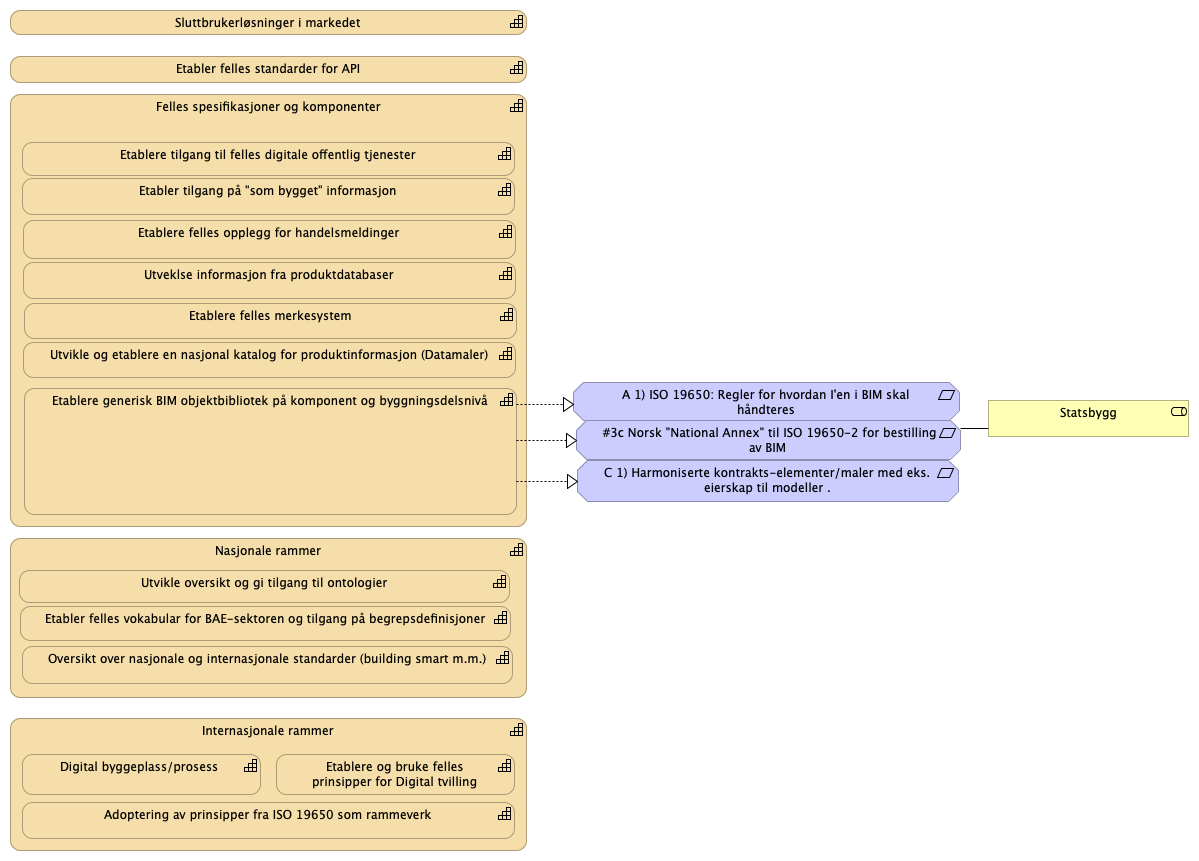 Sluttbrukerløsninger i markedet
Etabler felles standarder for API
Felles spesifikasjoner og komponenter
Etablere tilgang til felles digitale offentlig tjenester
Etabler tilgang på "som bygget" informasjon
Etablere felles opplegg for handelsmeldinger
Utveklse informasjon fra produktdatabaser
Etablere felles merkesystem
Utvikle og etablere en nasjonal katalog for produktinformasjon (Datamaler)
Etablere generisk BIM objektbibliotek på komponent og byggningsdelsnivå
A 1) ISO 19650: Regler for hvordan I'en i BIM skal
håndteres
#3c Norsk "National Annex" til ISO 19650-2 for bestilling
av BIM
C 1) Harmoniserte kontrakts-elementer/maler med eks.
eierskap til modeller .
Statsbygg
Nasjonale rammer
Utvikle oversikt og gi tilgang til ontologier
Etabler felles vokabular for BAE-sektoren og tilgang på begrepsdefinisjoner
Oversikt over nasjonale og internasjonale standarder (building smart m.m.)
Internasjonale rammer
Digital byggeplass/prosess
Etablere og bruke felles
prinsipper for Digital tvilling
Adoptering av prinsipper fra ISO 19650 som rammeverk